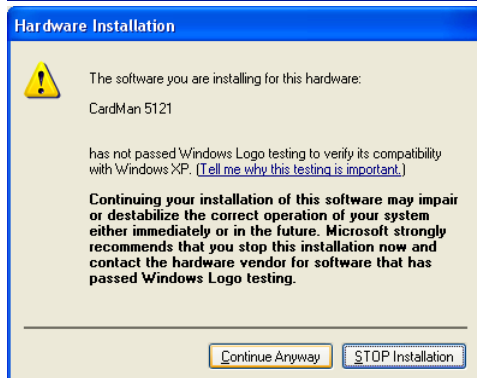 Hardware Installation
The software you are installing for this hardware:
CardMan 5121
has not passed Windows Logo testing to verify its compatibility
with Windows XP. (Tell me why this testing is important.)
Continuing your installation of this software may impair
or destabilize the correct operation of your system
either immediately or in the future. Microsoft strongly
recommends that you stop this installation now and
contact the hardware vendor for software that has
passed Windows Logo testing.
Continue Anyway
STOP Installation